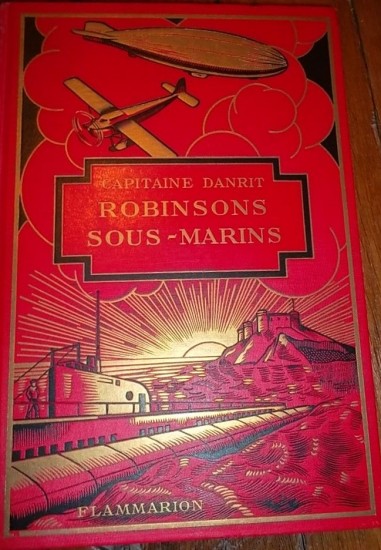 CAPITAINE DANRIT
ROBINSONS
SOUS-MARINS
FLAMMARION